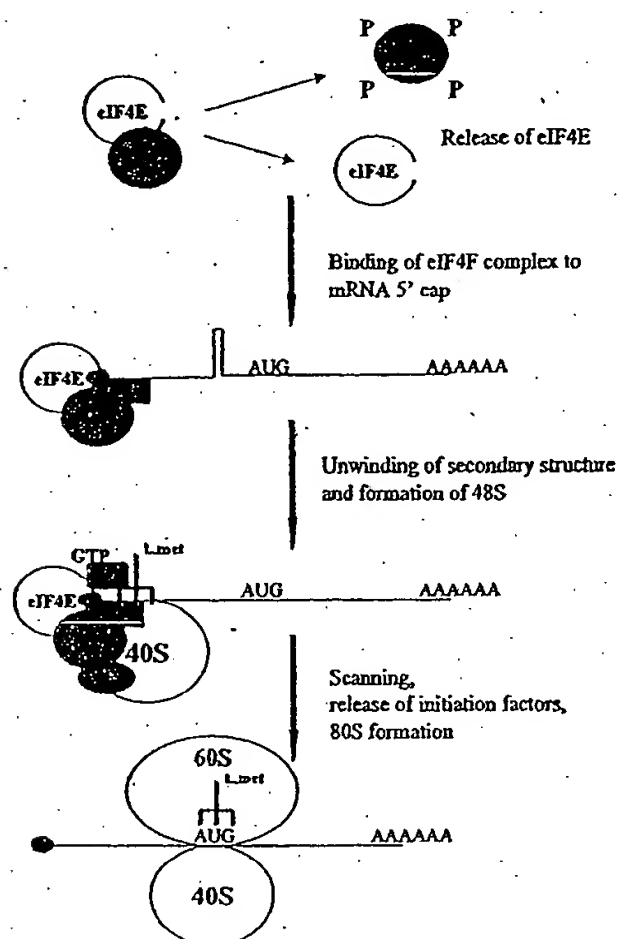 P P
eIF4E
P P
Release of eIF4E
eIF4E
Binding of eIF4F complex to
mRNA 5' cap
eIF4E
AUG
AAAAAA
Unwinding of secondary structure
and formation of 48S
GTP
t.met
eIF4E
AUG
AAAAAA
40S
Scanning,
release of initiation factors,
80S formation
60S
t.met
AUG
AAAAAA
40S